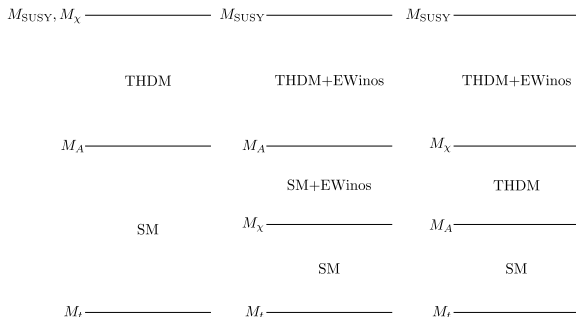 M_SUSY, M_χ
THDM
M_A
SM
M_t
M_SUSY
THDM+EWinos
M_A
SM+EWinos
M_χ
SM
M_t
M_SUSY
THDM+EWinos
M_χ
THDM
M_A
SM
M_t